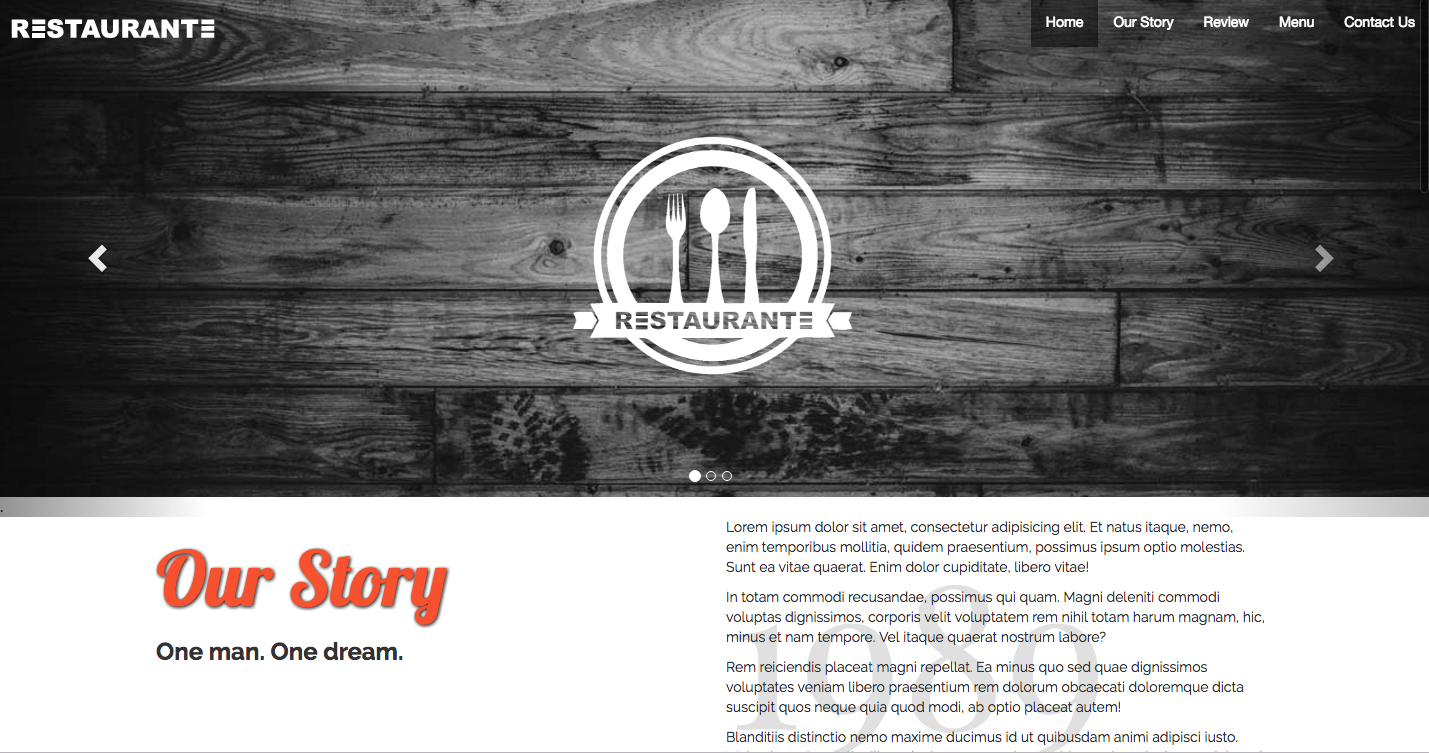 RESTAURANTE
Home Our Story Review Menu Contact Us
RESTAURANTE
.
Our Story
One man. One dream.
Lorem ipsum dolor sit amet, consectetur adipisicing elit. Et natus itaque, nemo,
enim temporibus mollitia, quidem praesentium, possimus ipsum optio molestias.
Sunt ea vitae quaerat. Enim dolor cupiditate, libero vitae!
In totam commodi recusandae, possimus qui quam. Magni deleniti commodi
voluptas dignissimos, corporis velit voluptatem rem nihil totam harum magnam, hic,
minus et nam tempore. Vel itaque quaerat nostrum labore?
1989
Rem reiciendis placeat magni repellat. Ea minus quo sed quae dignissimos
voluptates veniam libero praesentium rem dolorum obcaecati doloremque dicta
suscipit quos neque quia quod modi, ab optio placeat autem!
Blanditiis distinctio nemo maxime ducimus id ut quibusdam animi adipisci iusto.